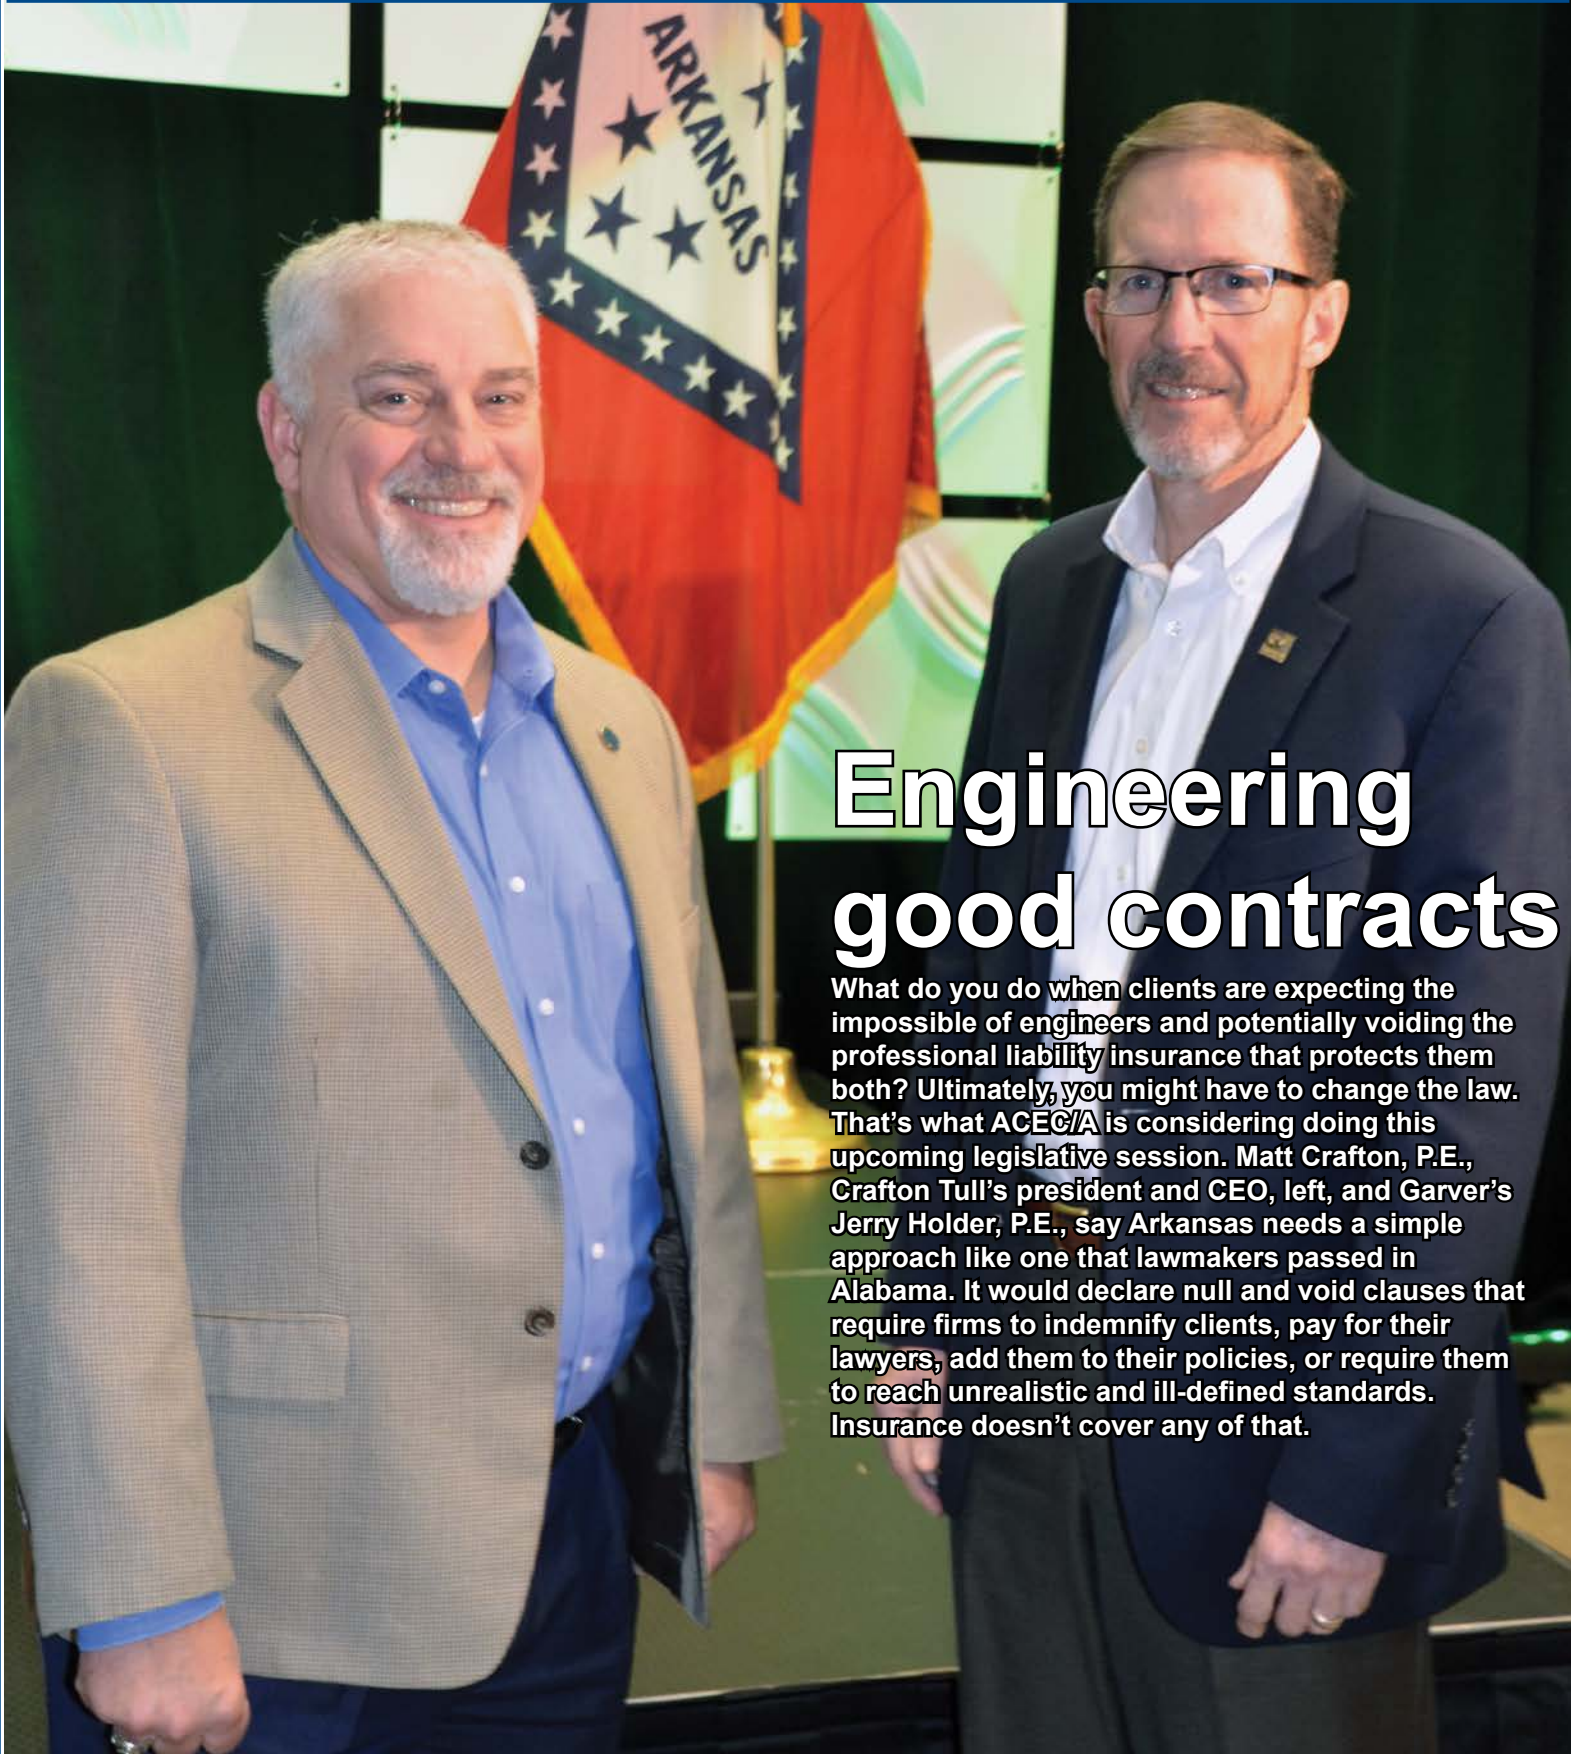 ARKANSAS
Engineering
good contracts
What do you do when clients are expecting the
impossible of engineers and potentially voiding the
professional liability insurance that protects them
both? Ultimately, you might have to change the law.
That’s what ACEC/A is considering doing this
upcoming legislative session. Matt Crafton, P.E.,
Crafton Tull’s president and CEO, left, and Garver’s
Jerry Holder, P.E., say Arkansas needs a simple
approach like one that lawmakers passed in
Alabama. It would declare null and void clauses that
require firms to indemnify clients, pay for their
lawyers, add them to their policies, or require them
to reach unrealistic and ill-defined standards.
Insurance doesn’t cover any of that.